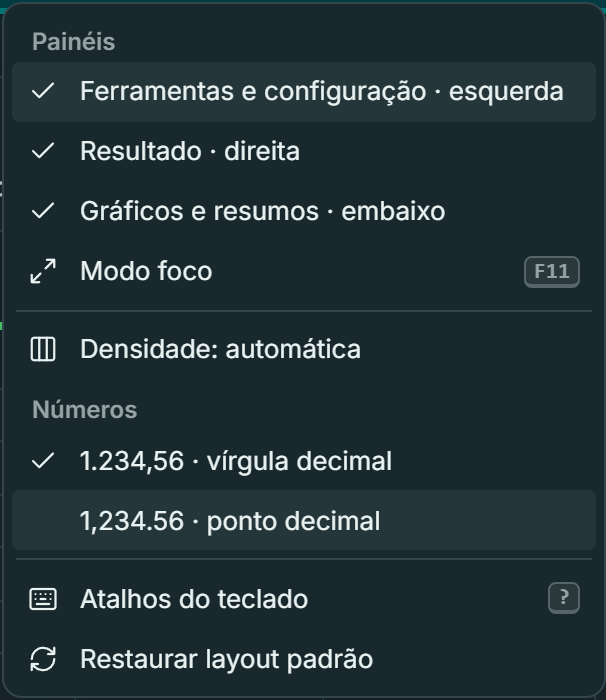 Painéis
Ferramentas e configuração · esquerda
Resultado · direita
Gráficos e resumos · embaixo
Modo foco F11
Densidade: automática
Números
1.234,56 · vírgula decimal
1,234.56 · ponto decimal
Atalhos do teclado ?
Restaurar layout padrão